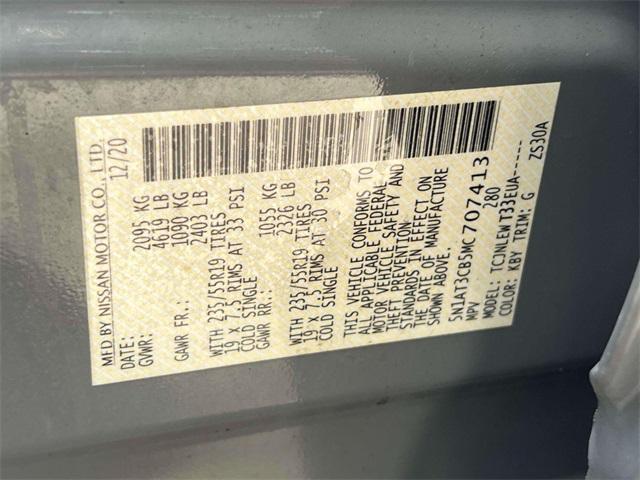 MFD BY NISSAN MOTOR CO., LTD.
DATE: 12/20
GVWR: 2095 KG
4619 LB
GAWR FR.: 1090 KG
2403 LB
WITH 235/55R19 TIRES
19 X 7.5 RIMS AT 33 PSI
COLD SINGLE
GAWR RR.: 1055 KG
2326 LB
WITH 235/55R19 TIRES
19 X 7.5 RIMS AT 30 PSI
COLD SINGLE
THIS VEHICLE CONFORMS TO
ALL APPLICABLE FEDERAL
MOTOR VEHICLE SAFETY AND
THEFT PREVENTION
STANDARDS IN EFFECT ON
THE DATE OF MANUFACTURE
SHOWN ABOVE.
5N1AT3CB5MC707413
MPV 280
MODEL: TCJNLEWT33EUA------
COLOR: KBY TRIM: G ZS30A